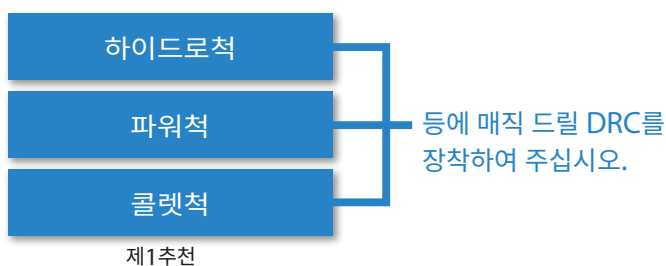 하이드로척
파워척
콜렛척
제1추천
등에 매직 드릴 DRC를
장착하여 주십시오.